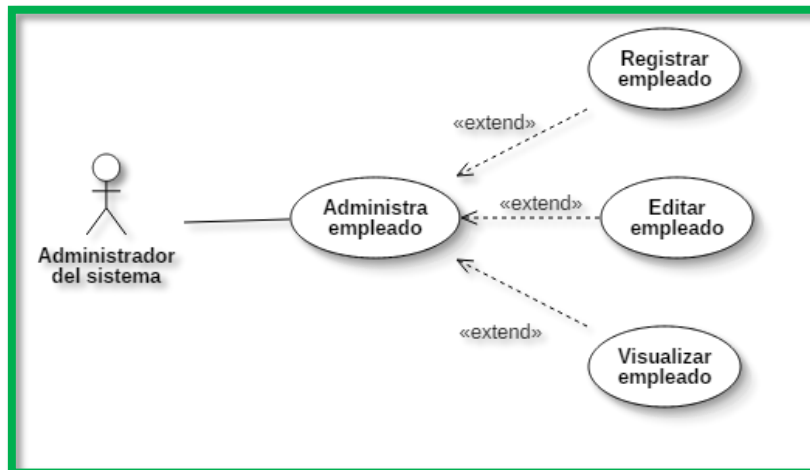 Registrar
empleado
«extend»
Administra
empleado
«extend»
Editar
empleado
Administrador
del sistema
«extend»
Visualizar
empleado